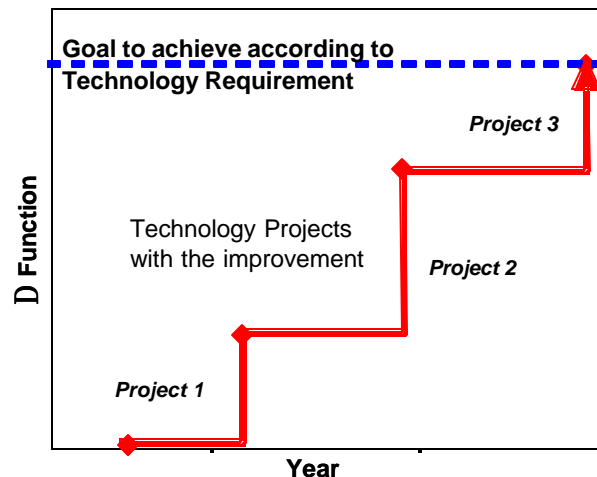 Goal to achieve according to
Technology Requirement
Project 3
Technology Projects
with the improvement
Project 2
Project 1
D Function
Year